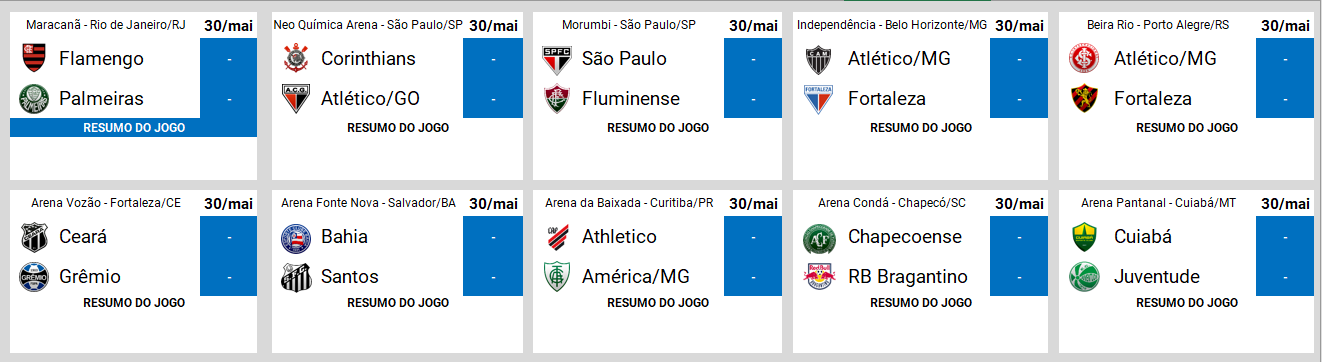 Maracanã - Rio de Janeiro/RJ 30/mai
Flamengo -
Palmeiras -
RESUMO DO JOGO
Neo Química Arena - São Paulo/SP 30/mai
Corinthians -
Atlético/GO -
RESUMO DO JOGO
Morumbi - São Paulo/SP 30/mai
São Paulo -
Fluminense -
RESUMO DO JOGO
Independência - Belo Horizonte/MG 30/mai
Atlético/MG -
Fortaleza -
RESUMO DO JOGO
Beira Rio - Porto Alegre/RS 30/mai
Atlético/MG -
Fortaleza -
RESUMO DO JOGO
Arena Vozão - Fortaleza/CE 30/mai
Ceará -
Grêmio -
RESUMO DO JOGO
Arena Fonte Nova - Salvador/BA 30/mai
Bahia -
Santos -
RESUMO DO JOGO
Arena da Baixada - Curitiba/PR 30/mai
Athletico -
América/MG -
RESUMO DO JOGO
Arena Condá - Chapecó/SC 30/mai
Chapecoense -
RB Bragantino -
RESUMO DO JOGO
Arena Pantanal - Cuiabá/MT 30/mai
Cuiabá -
Juventude -
RESUMO DO JOGO